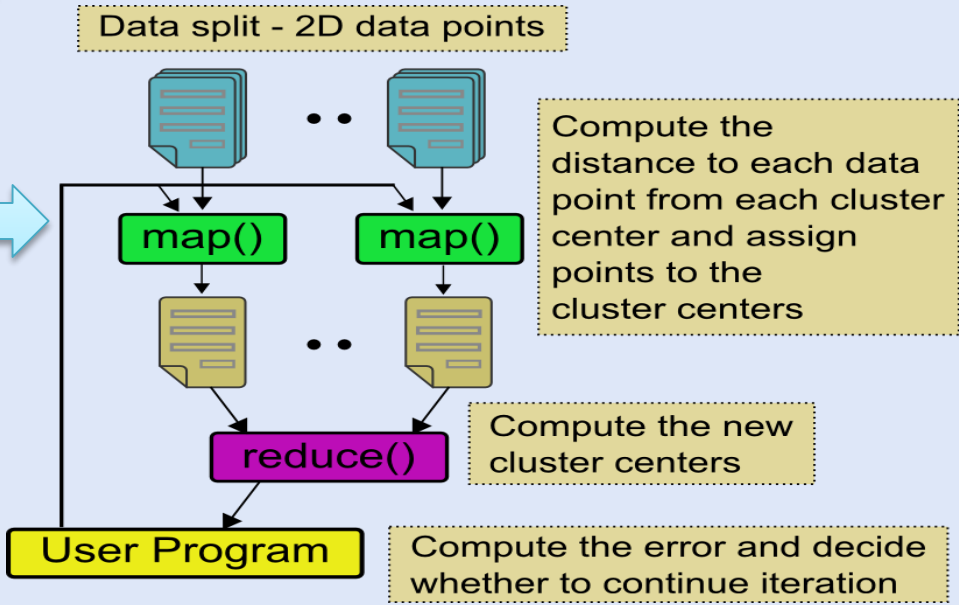 Data split - 2D data points
Compute the
distance to each data
point from each cluster
center and assign
points to the
cluster centers
map()
map()
Compute the new
cluster centers
reduce()
User Program
Compute the error and decide
whether to continue iteration